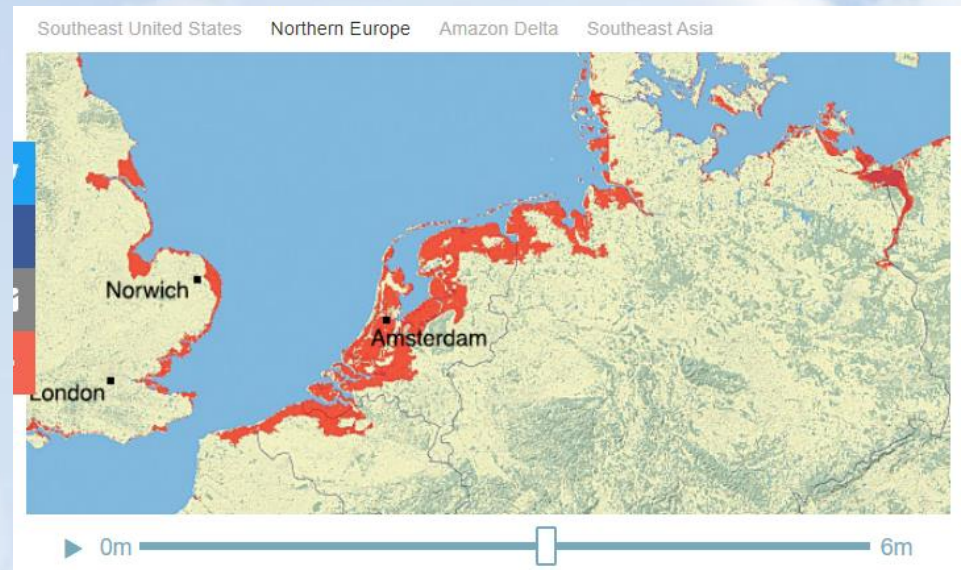 Southeast United States Northern Europe Amazon Delta Southeast Asia
Norwich
Amsterdam
London
0m 6m